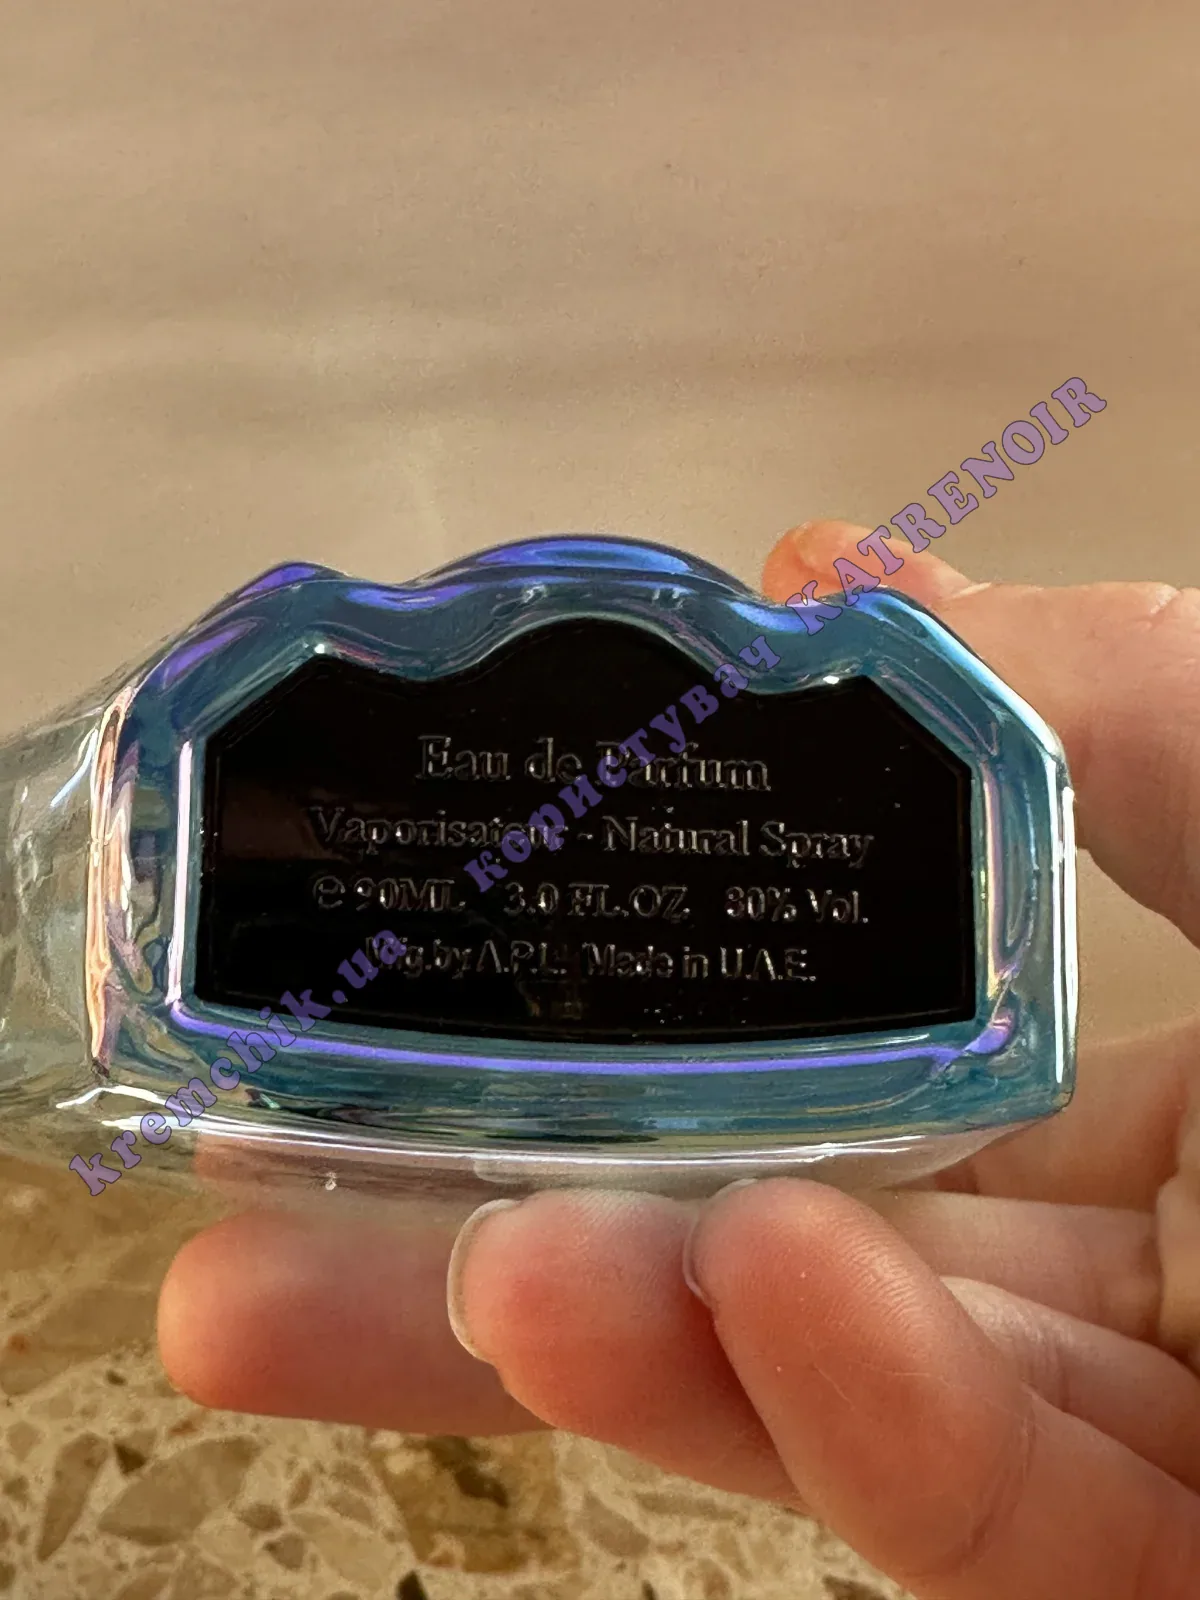 Eau de Parfum
Vaporisateur - Natural Spray
℮ 90ML 3.0 FL.OZ. 80% Vol.
Mfg.by A.P.L. Made in U.A.E.
kremchik.ua користувач KATRENOIR